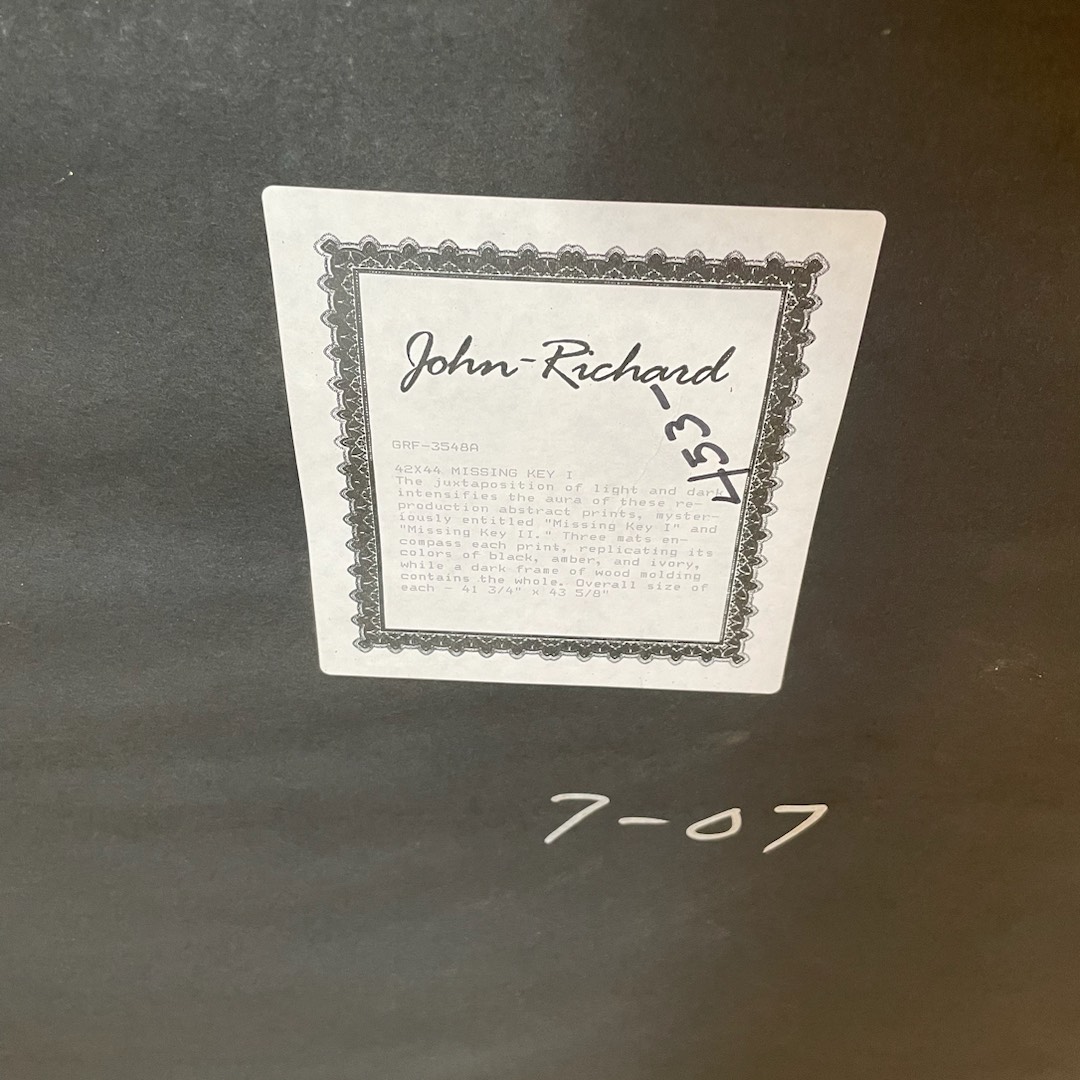 John-Richard
453-
GRF-3548A
42X44 MISSING KEY I
The juxtaposition of light and dark
intensifies the aura of these re-
production abstract prints, myster-
iously entitled "Missing Key I" and
"Missing Key II." Three mats en-
compass each print, replicating its
colors of black, amber, and ivory,
while a dark frame of wood molding
contains the whole. Overall size of
each - 41 3/4" x 43 5/8"
7-07